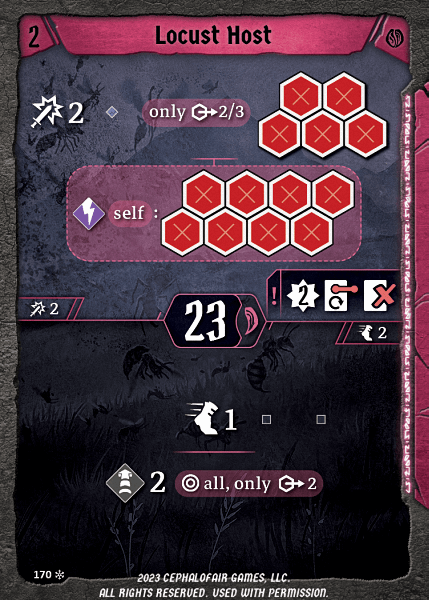 2 Locust Host
2 only 2/3
self :
2
23
2
2
1
2 all, only 2
170
2023 CEPHALOFAIR GAMES, LLC.
ALL RIGHTS RESERVED. USED WITH PERMISSION.